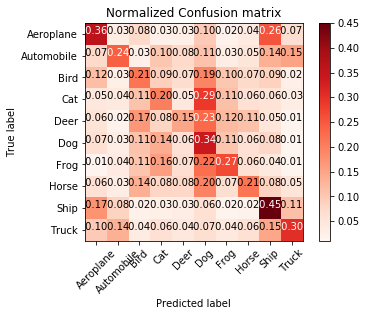 Normalized Confusion matrix
True label
Aeroplane 0.36 0.03 0.08 0.03 0.03 0.10 0.02 0.04 0.26 0.07
Automobile 0.07 0.24 0.03 0.10 0.08 0.11 0.03 0.05 0.14 0.15
Bird 0.12 0.03 0.21 0.09 0.07 0.19 0.10 0.07 0.09 0.02
Cat 0.05 0.04 0.11 0.20 0.05 0.29 0.11 0.06 0.06 0.03
Deer 0.06 0.02 0.17 0.08 0.15 0.23 0.12 0.11 0.05 0.01
Dog 0.07 0.03 0.11 0.14 0.06 0.34 0.11 0.06 0.08 0.01
Frog 0.01 0.04 0.11 0.16 0.07 0.22 0.27 0.06 0.04 0.01
Horse 0.06 0.03 0.14 0.08 0.08 0.20 0.07 0.21 0.08 0.05
Ship 0.17 0.08 0.02 0.03 0.03 0.06 0.02 0.02 0.45 0.11
Truck 0.10 0.14 0.04 0.06 0.04 0.07 0.04 0.06 0.15 0.30
Aeroplane Automobile Bird Cat Deer Dog Frog Horse Ship Truck
Predicted label
0.45
0.40
0.35
0.30
0.25
0.20
0.15
0.10
0.05